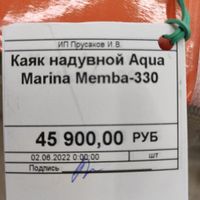 ИП Прусаков И.В.
Каяк надувной Aqua
Marina Memba-330
45 900,00 РУБ
02.06.2022 0:00:00 шт
Подпись